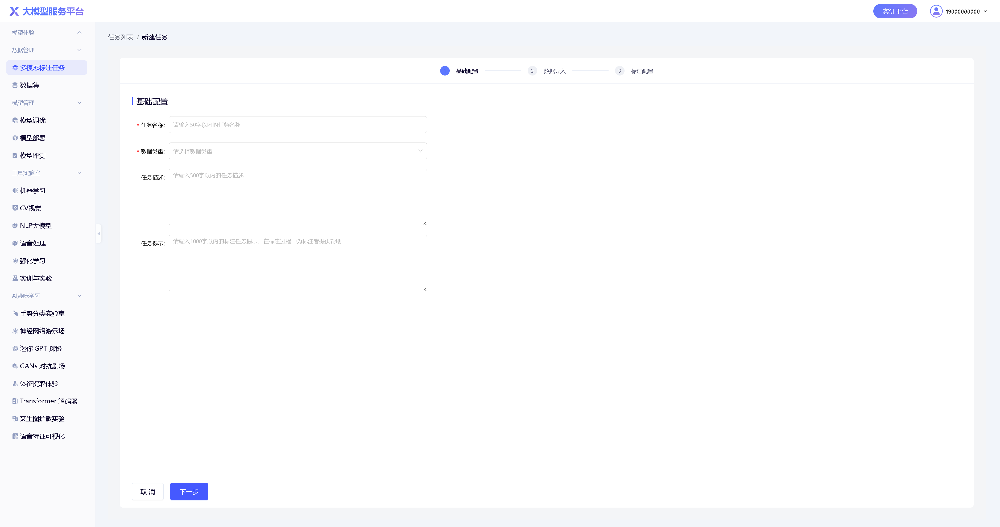 大模型服务平台
实训平台
19000000000
模型体验
数据管理
多模态标注任务
数据集
模型管理
模型调优
模型部署
模型评测
工具实验室
机器学习
CV视觉
NLP大模型
语音处理
强化学习
实训与实验
AI趣味学习
手势分类实验室
神经网络游乐场
迷你 GPT 探秘
GANs 对抗剧场
体征提取体验
Transformer 解码器
文生图扩散实验
语音特征可视化
任务列表 / 新建任务
1 基础配置 2 数据导入 3 标注配置
基础配置
* 任务名称: 请输入50字以内的任务名称
* 数据类型: 请选择数据类型
任务描述: 请输入500字以内的任务描述
任务提示: 请输入1000字以内的标注任务提示，在标注过程中为标注者提供帮助
取 消 下一步